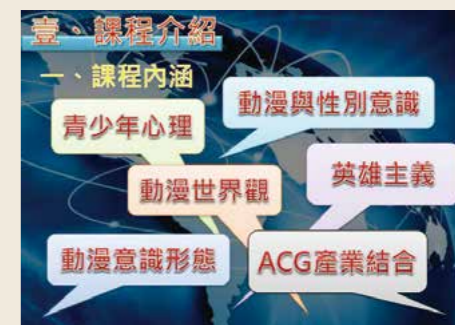 壹、課程介紹
一、課程內涵
動漫與性別意識
青少年心理
英雄主義
動漫世界觀
動漫意識形態
ACG產業結合